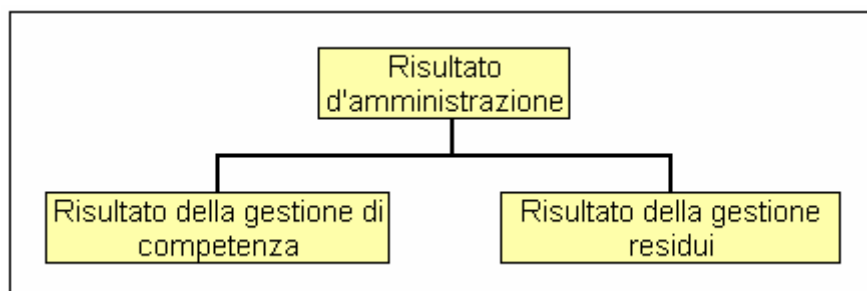 Risultato
d'amministrazione
Risultato della gestione di
competenza
Risultato della gestione
residui